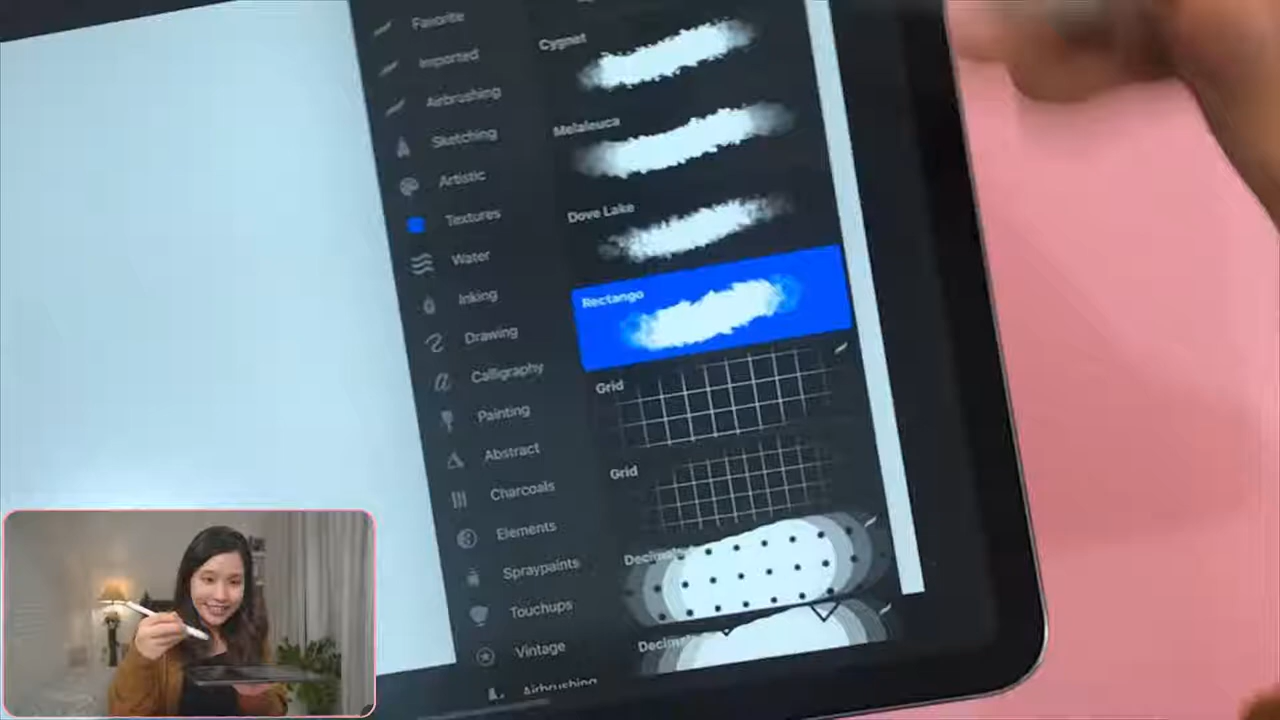 Favorite
Imported
Airbrushing
Sketching
Artistic
Textures
Water
Inking
Drawing
Calligraphy
Painting
Abstract
Charcoals
Elements
Spraypaints
Touchups
Vintage
Airbrushing
Cygnet
Melaleuca
Dove Lake
Rectango
Grid
Grid